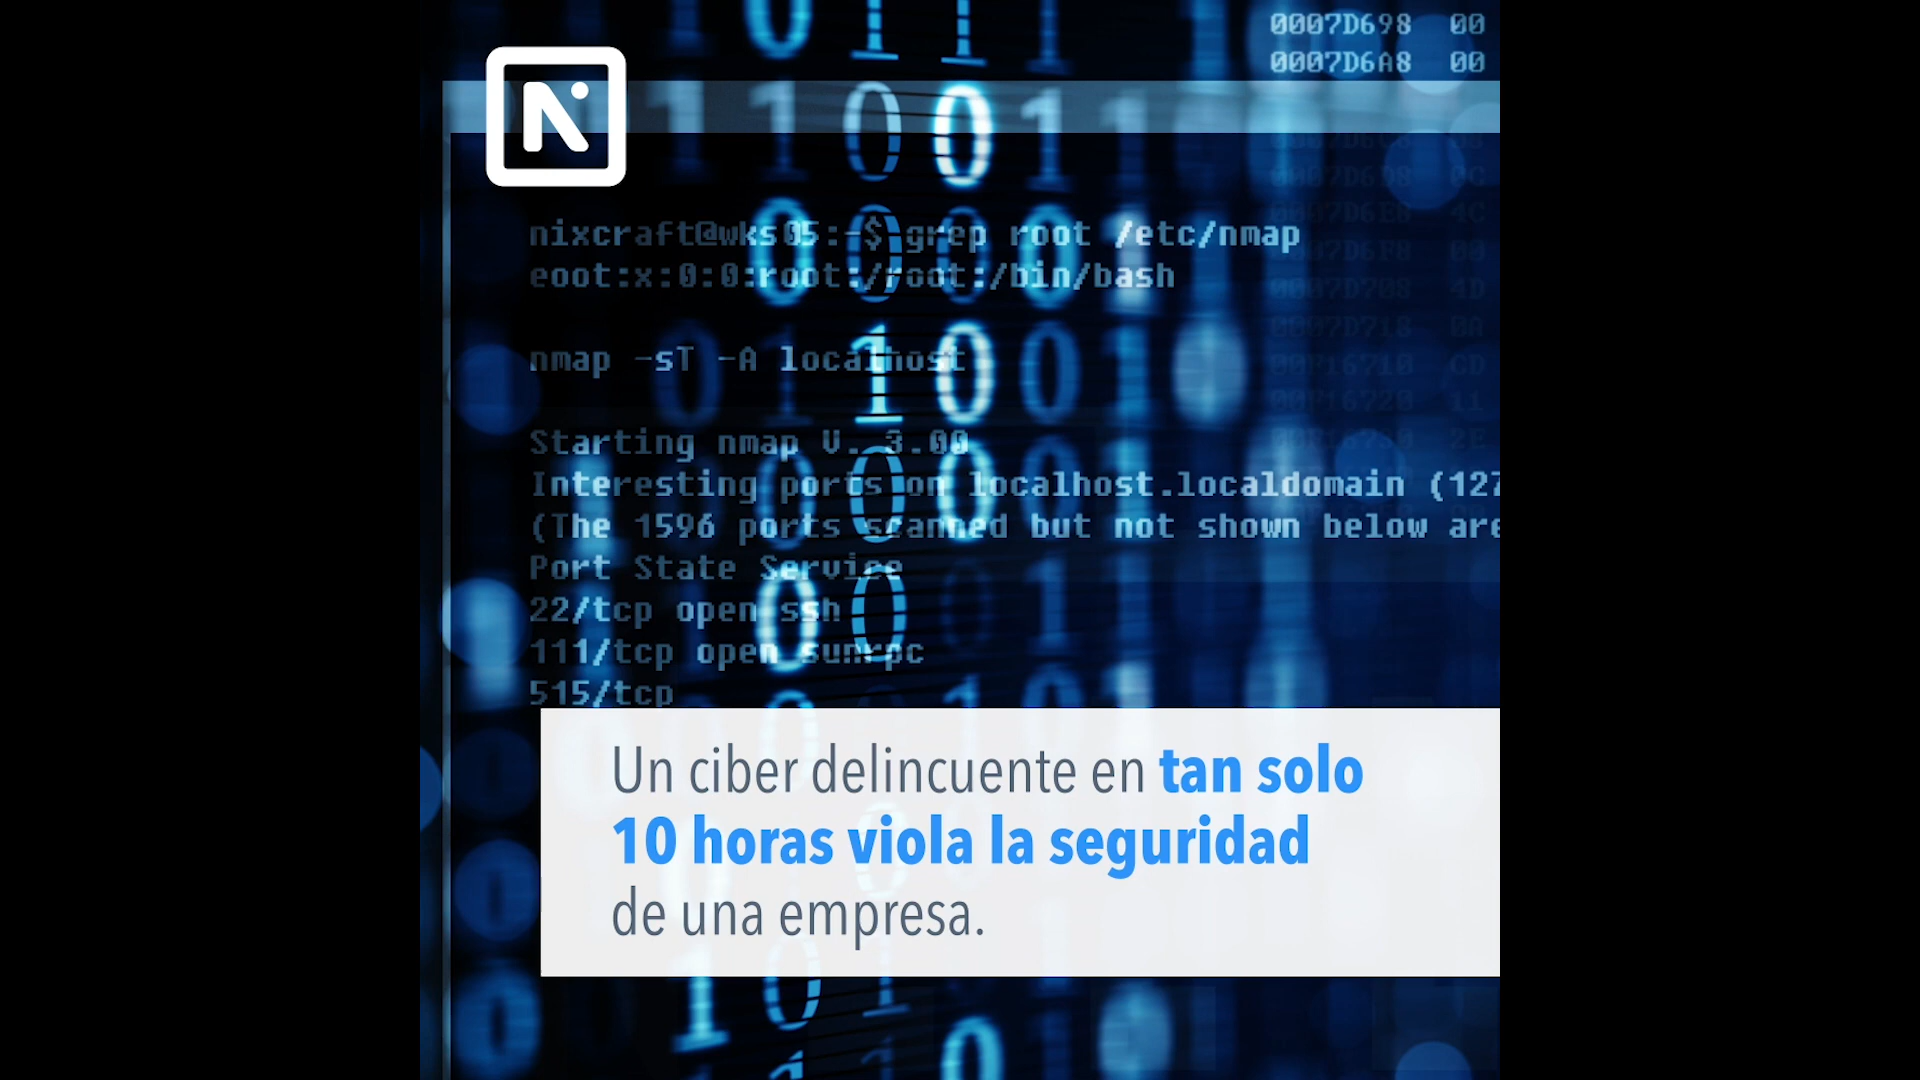 0007D698 00
0007D6A8 00
N
nixcraft@wks05:~$ grep root /etc/nmap
eoot:x:0:0:root:/root:/bin/bash
nmap -sT -A localhost
Starting nmap V. 3.00
Interesting ports on localhost.localdomain (127
(The 1596 ports scanned but not shown below are
Port State Service
22/tcp open ssh
111/tcp open sunrpc
515/tcp
Un ciber delincuente en tan solo
10 horas viola la seguridad
de una empresa.